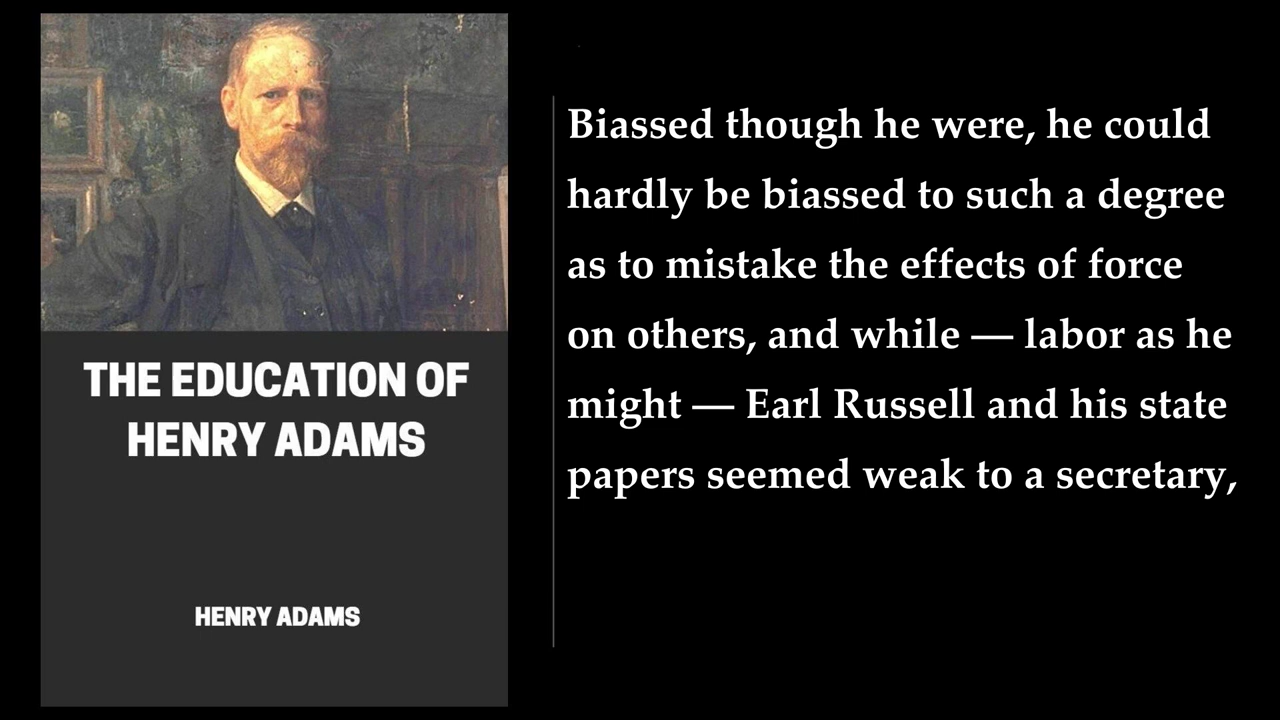 THE EDUCATION OF
HENRY ADAMS
HENRY ADAMS
Biassed though he were, he could
hardly be biassed to such a degree
as to mistake the effects of force
on others, and while — labor as he
might — Earl Russell and his state
papers seemed weak to a secretary,